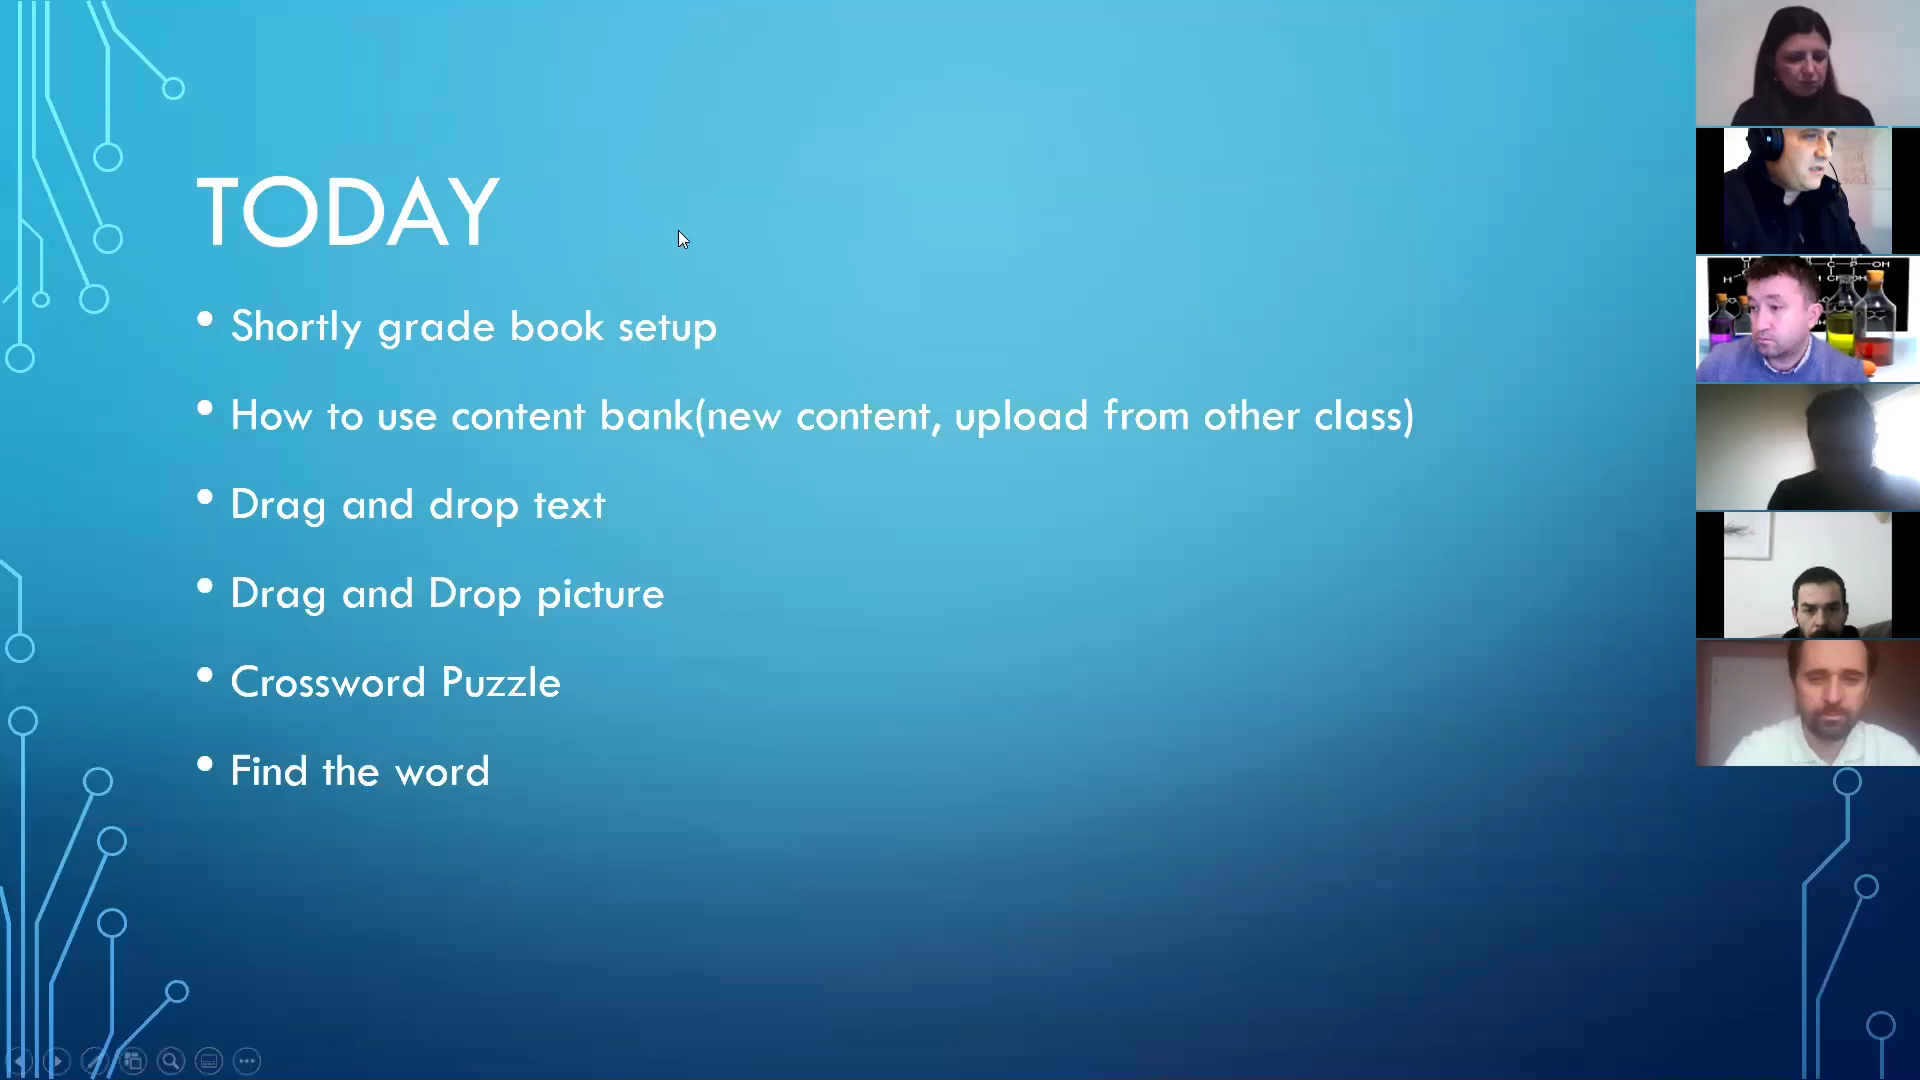 TODAY
• Shortly grade book setup
• How to use content bank(new content, upload from other class)
• Drag and drop text
• Drag and Drop picture
• Crossword Puzzle
• Find the word